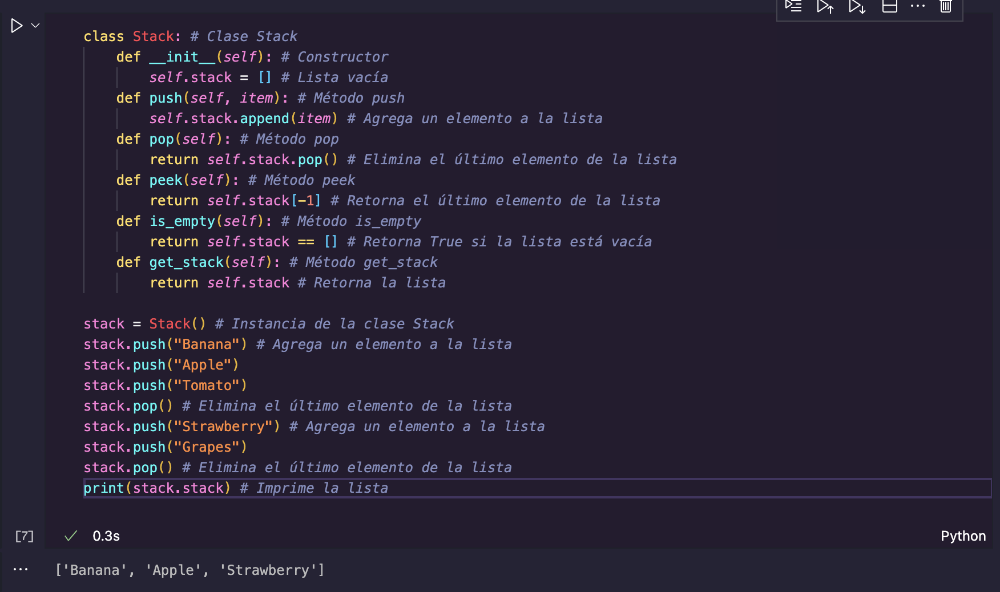 class Stack: # Clase Stack
    def __init__(self): # Constructor
        self.stack = [] # Lista vacía
    def push(self, item): # Método push
        self.stack.append(item) # Agrega un elemento a la lista
    def pop(self): # Método pop
        return self.stack.pop() # Elimina el último elemento de la lista
    def peek(self): # Método peek
        return self.stack[-1] # Retorna el último elemento de la lista
    def is_empty(self): # Método is_empty
        return self.stack == [] # Retorna True si la lista está vacía
    def get_stack(self): # Método get_stack
        return self.stack # Retorna la lista

stack = Stack() # Instancia de la clase Stack
stack.push("Banana") # Agrega un elemento a la lista
stack.push("Apple")
stack.push("Tomato")
stack.pop() # Elimina el último elemento de la lista
stack.push("Strawberry") # Agrega un elemento a la lista
stack.push("Grapes")
stack.pop() # Elimina el último elemento de la lista
print(stack.stack) # Imprime la lista
[7] 0.3s Python
['Banana', 'Apple', 'Strawberry']